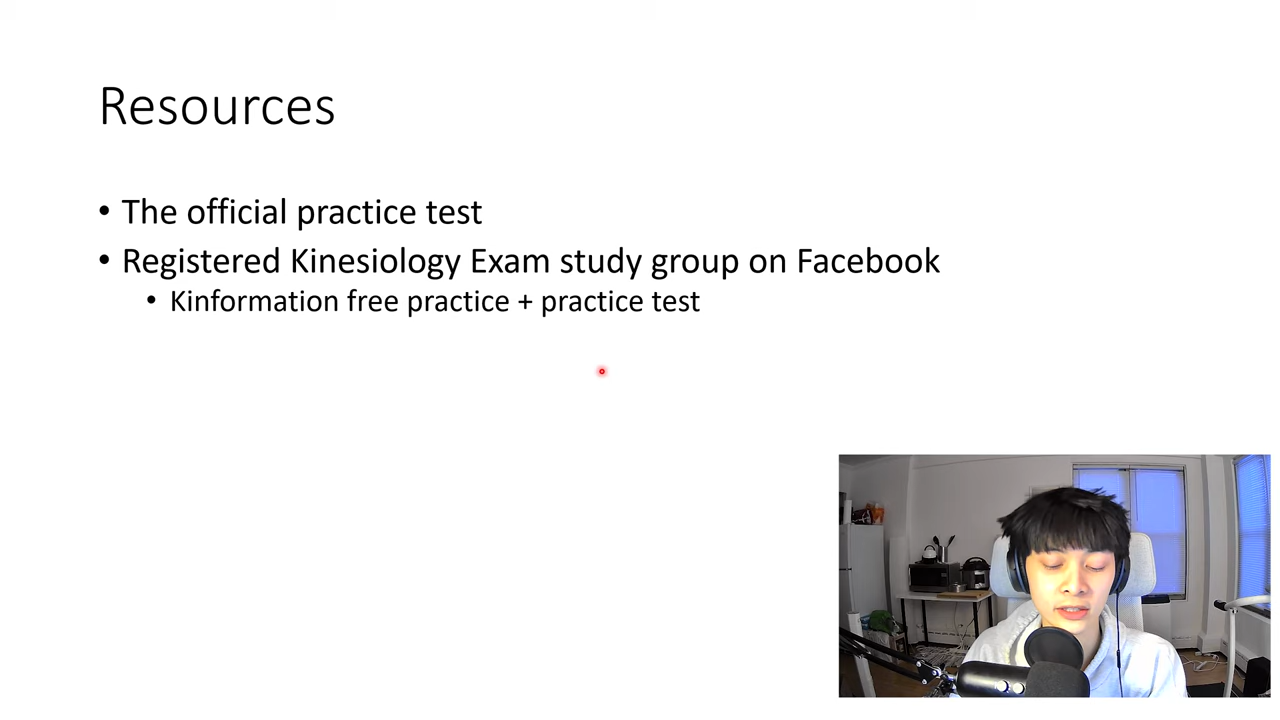 Resources
• The official practice test
• Registered Kinesiology Exam study group on Facebook
• Kinformation free practice + practice test